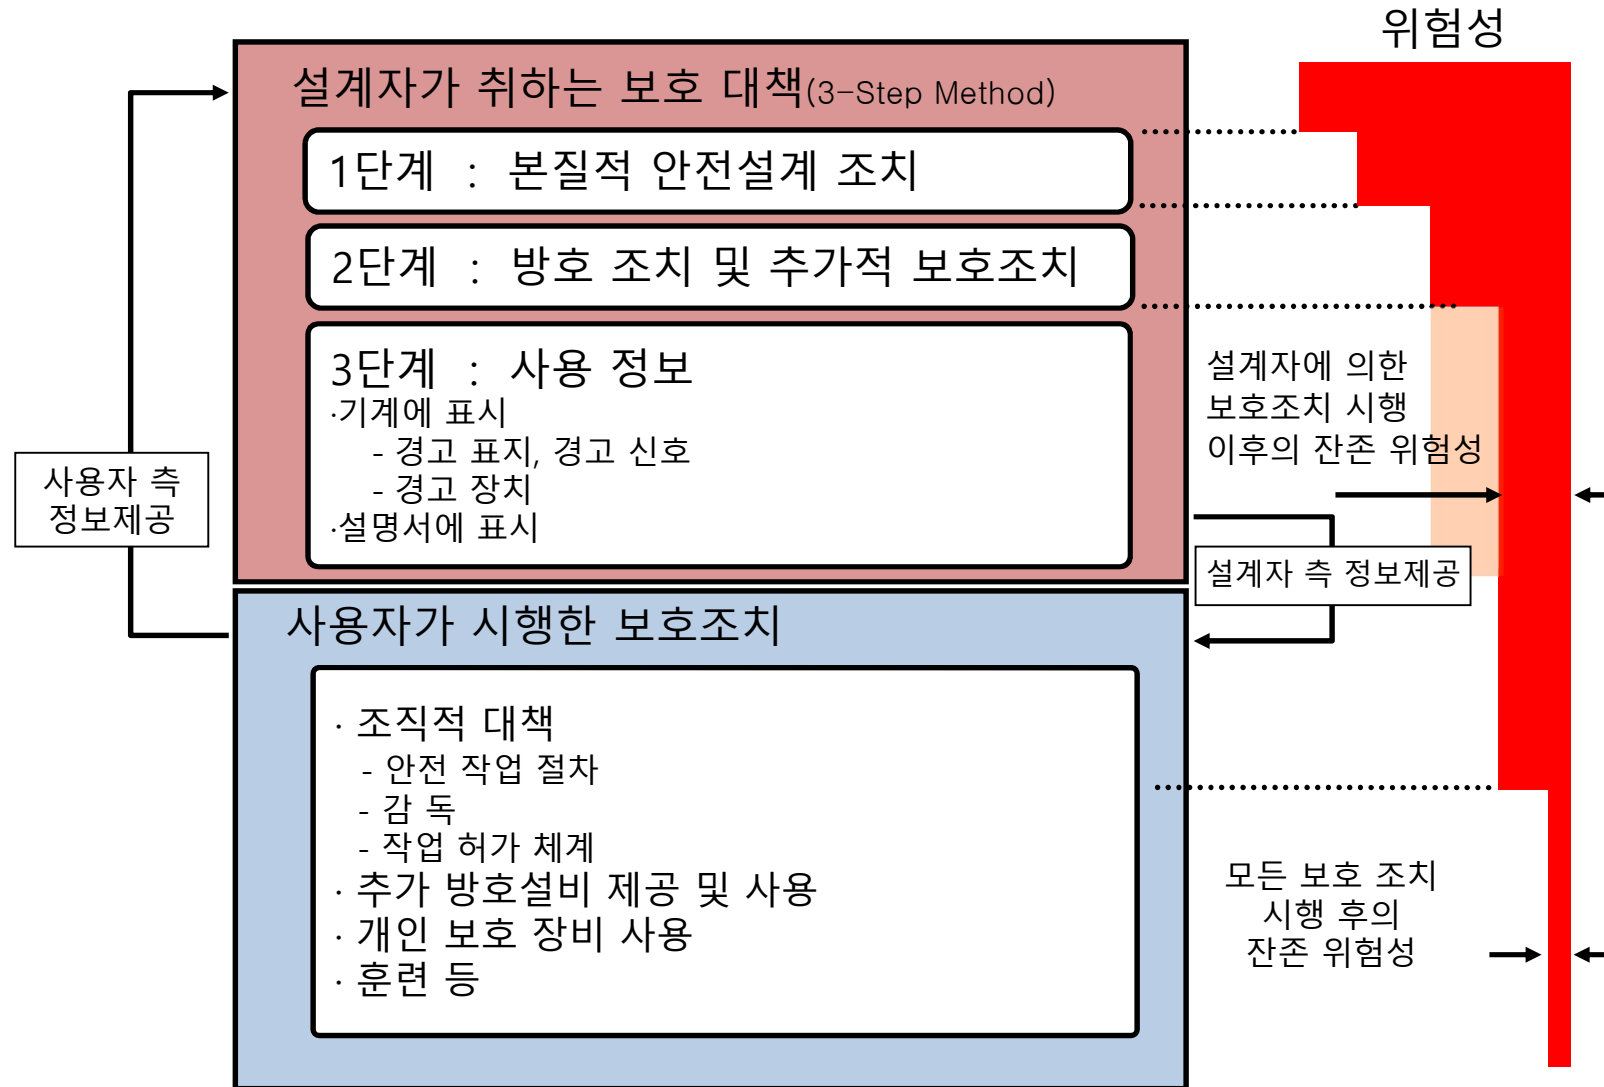 위험성
설계자가 취하는 보호 대책(3-Step Method)
1단계 : 본질적 안전설계 조치
2단계 : 방호 조치 및 추가적 보호조치
3단계 : 사용 정보
·기계에 표시
- 경고 표지, 경고 신호
- 경고 장치
·설명서에 표시
설계자에 의한
보호조치 시행
이후의 잔존 위험성
사용자 측
정보제공
설계자 측 정보제공
사용자가 시행한 보호조치
· 조직적 대책
- 안전 작업 절차
- 감 독
- 작업 허가 체계
· 추가 방호설비 제공 및 사용
· 개인 보호 장비 사용
· 훈련 등
모든 보호 조치
시행 후의
잔존 위험성